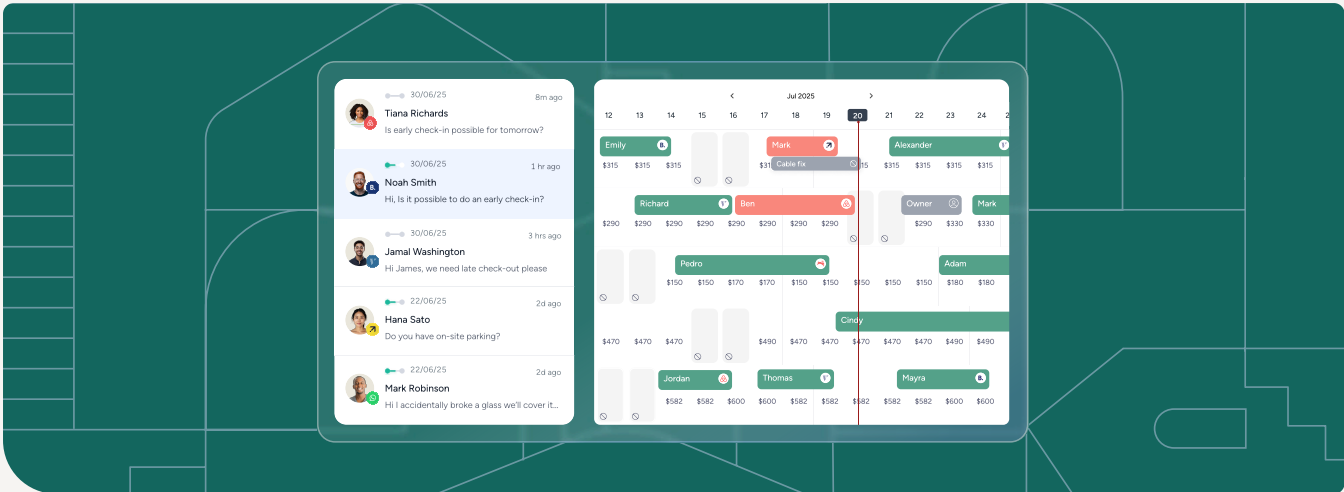 30/06/25
8m ago
Tiana Richards
Is early check-in possible for tomorrow?
30/06/25
1 hr ago
Noah Smith
Hi, Is it possible to do an early check-in?
30/06/25
3 hrs ago
Jamal Washington
Hi James, we need late check-out please
22/06/25
2d ago
Hana Sato
Do you have on-site parking?
22/06/25
2d ago
Mark Robinson
Hi I accidentally broke a glass we'll cover it...
Jul 2025
12 13 14 15 16 17 18 19 20 21 22 23 24 2
Emily B. Mark Alexander
Cable fix
$315 $315 $315 $31 15 $315 $315 $315 $315
Richard Ben Owner Mark
$290 $290 $290 $290 $290 $290 $290 $290 $290 $330 $330
Pedro Adam
$150 $150 $170 $170 $150 $150 $150 $150 $150 $180 $180
Cindy
$470 $470 $470 $490 $470 $470 $470 $470 $470 $490 $490
Jordan Thomas Mayra B.
$582 $582 $600 $600 $582 $582 $582 $582 $582 $600 $600